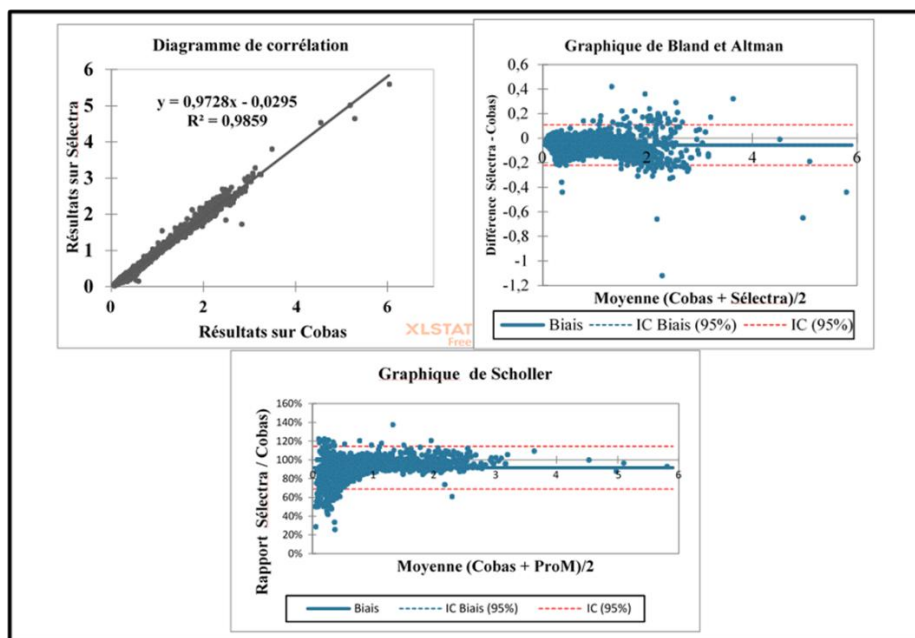 Diagramme de corrélation
6
5
4
3
2
1
0
y = 0,9728x - 0,0295
R² = 0,9859
Résultats sur Sélectra
0
2
4
6
Résultats sur Cobas
XLSTAT
Free
Graphique de Bland et Altman
0,6
0,4
0,2
0
-0,2
-0,4
-0,6
-0,8
-1
-1,2
0
2
4
6
Différence Sélectra - Cobas)
Moyenne (Cobas + Sélectra)/2
Biais
IC Biais (95%)
IC (95%)
Graphique de Scholler
160%
140%
120%
100%
80%
60%
40%
20%
0%
0
1
2
3
4
5
6
Rapport Sélectra / Cobas)
Moyenne (Cobas + ProM)/2
Biais
IC Biais (95%)
IC (95%)